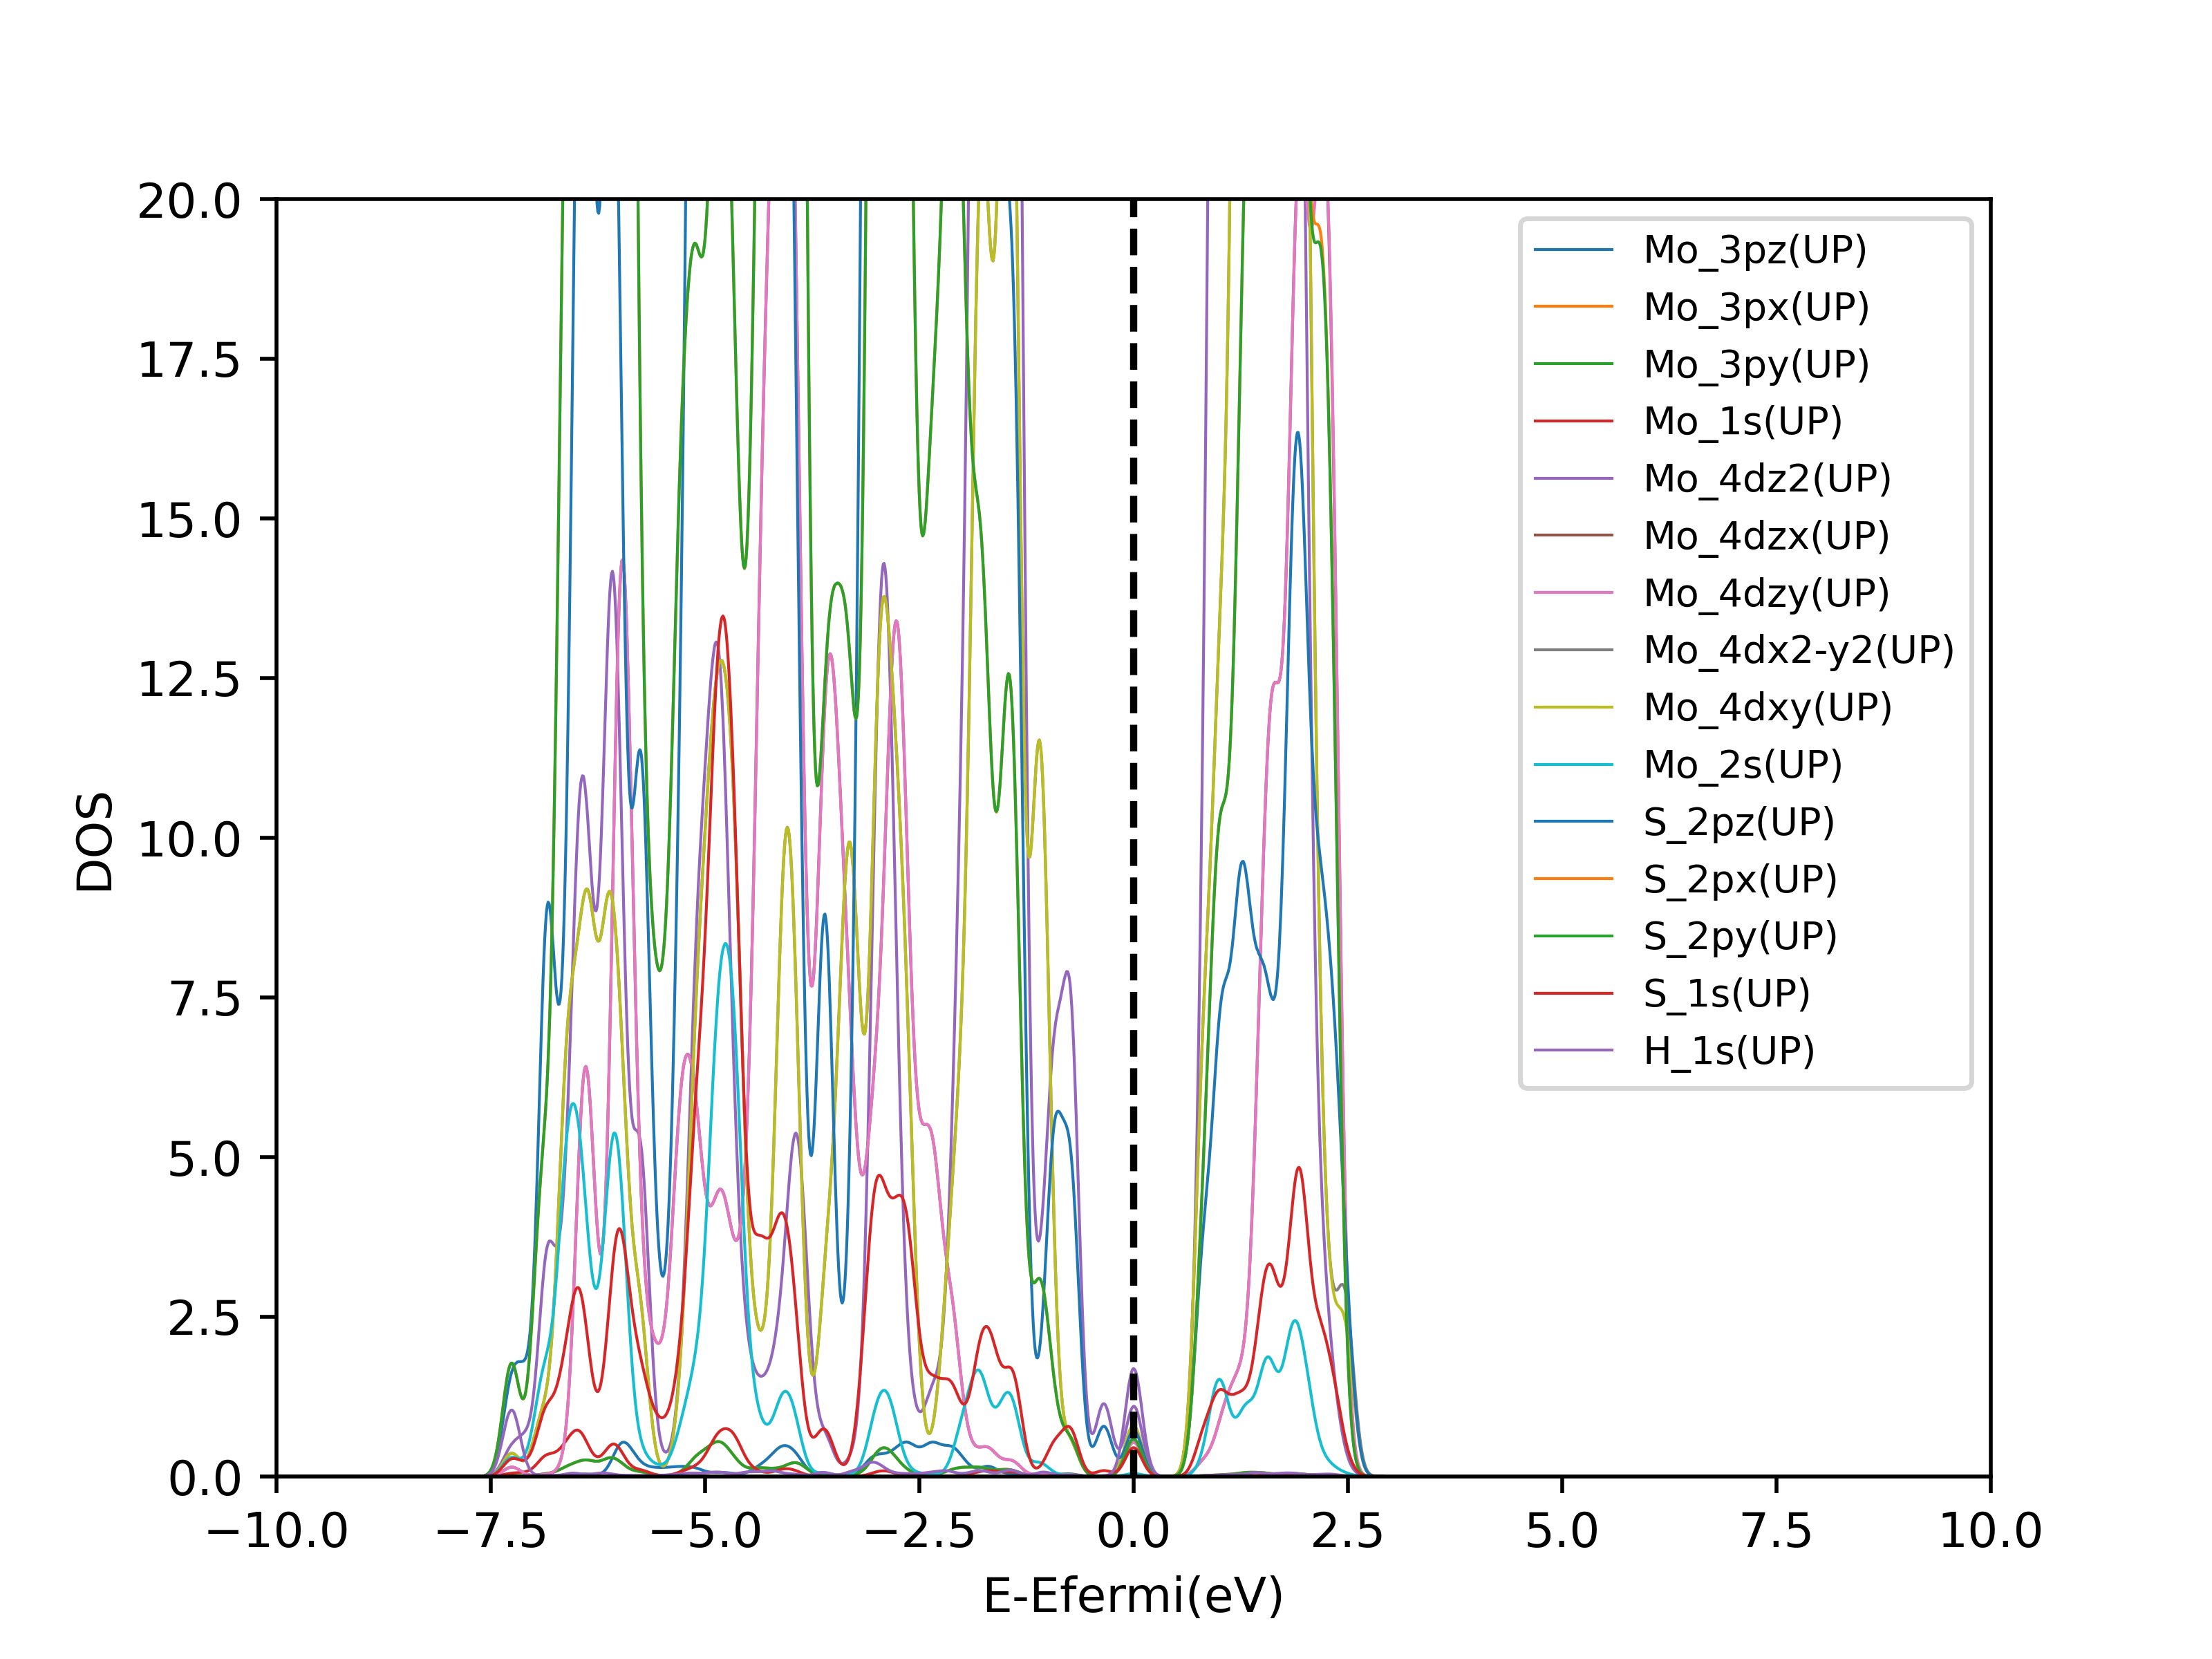 20.0
17.5
15.0
12.5
10.0
7.5
5.0
2.5
0.0
DOS
Mo_3pz(UP)
Mo_3px(UP)
Mo_3py(UP)
Mo_1s(UP)
Mo_4dz2(UP)
Mo_4dzx(UP)
Mo_4dzy(UP)
Mo_4dx2-y2(UP)
Mo_4dxy(UP)
Mo_2s(UP)
S_2pz(UP)
S_2px(UP)
S_2py(UP)
S_1s(UP)
H_1s(UP)
−10.0 −7.5 −5.0 −2.5 0.0 2.5 5.0 7.5 10.0
E-Efermi(eV)